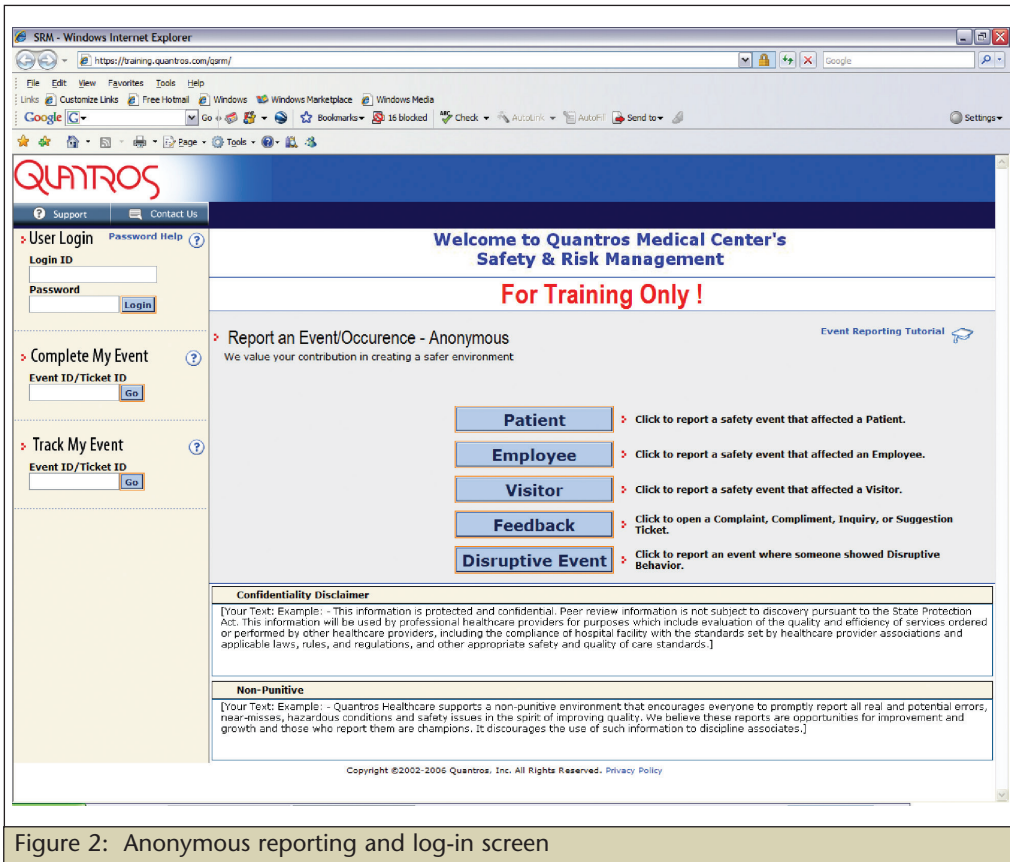 SRM - Windows Internet Explorer
https://training.quantros.com/qsrm/
Google
File Edit View Favorites Tools Help
Links Customize Links Free Hotmail Windows Windows Marketplace Windows Media
Google Go Bookmarks 16 blocked Check AutoLink AutoFill Send to Settings
Page Tools
QUANTROS
Support Contact Us
User Login Password Help
Login ID
Password
Login
Complete My Event
Event ID/Ticket ID
Go
Track My Event
Event ID/Ticket ID
Go
Welcome to Quantros Medical Center's
Safety & Risk Management
For Training Only !
Report an Event/Occurence - Anonymous
Event Reporting Tutorial
We value your contribution in creating a safer environment
Patient Click to report a safety event that affected a Patient.
Employee Click to report a safety event that affected an Employee.
Visitor Click to report a safety event that affected a Visitor.
Feedback Click to open a Complaint, Compliment, Inquiry, or Suggestion
Ticket.
Disruptive Event Click to report an event where someone showed Disruptive
Behavior.
Confidentiality Disclaimer
[Your Text: Example: - This information is protected and confidential. Peer review information is not subject to discovery pursuant to the State Protection
Act. This information will be used by professional healthcare providers for purposes which include evaluation of the quality and efficiency of services ordered
or performed by other healthcare providers, including the compliance of hospital facility with the standards set by healthcare provider associations and
applicable laws, rules, and regulations, and other appropriate safety and quality of care standards.]
Non-Punitive
[Your Text: Example: - Quantros Healthcare supports a non-punitive environment that encourages everyone to promptly report all real and potential errors,
near-misses, hazardous conditions and safety issues in the spirit of improving quality. We believe these reports are opportunities for improvement and
growth and those who report them are champions. It discourages the use of such information to discipline associates.]
Copyright ©2002-2006 Quantros, Inc. All Rights Reserved. Privacy Policy
Figure 2: Anonymous reporting and log-in screen